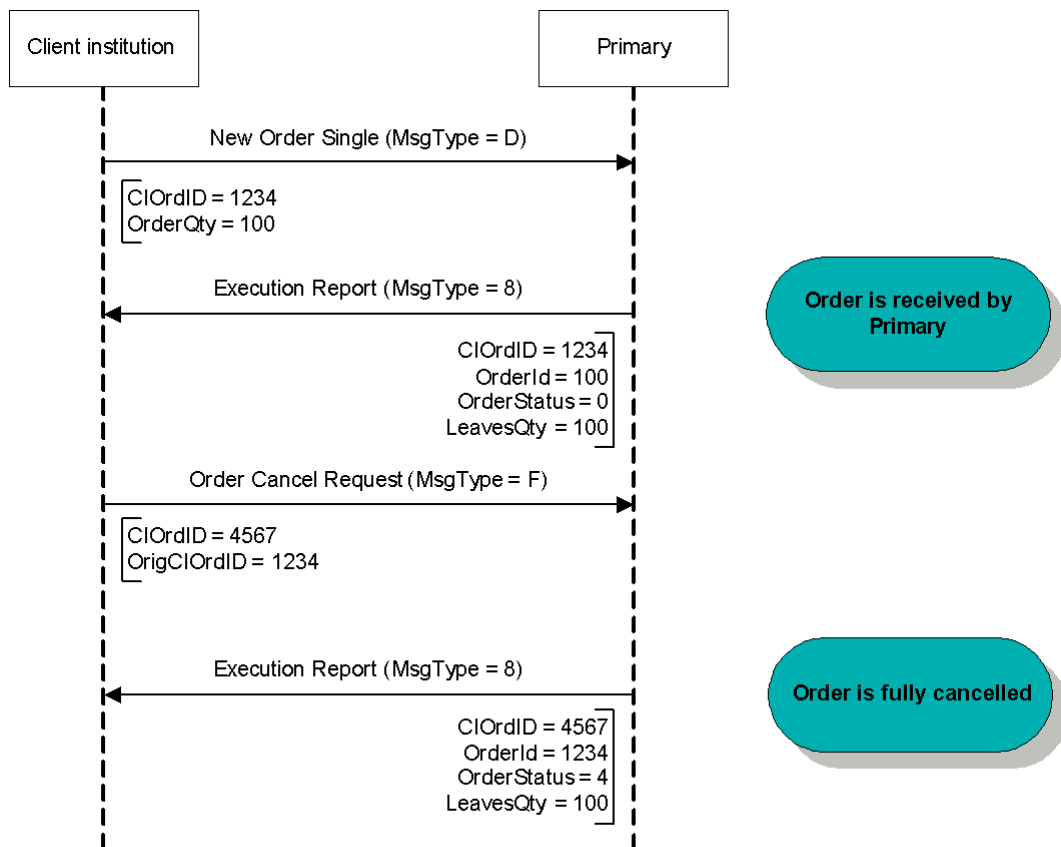 Client institution
Primary
New Order Single (MsgType = D)
ClOrdID = 1234
OrderQty = 100
Execution Report (MsgType = 8)
Order is received by
Primary
ClOrdID = 1234
OrderId = 100
OrderStatus = 0
LeavesQty = 100
Order Cancel Request (MsgType = F)
ClOrdID = 4567
OrigClOrdID = 1234
Execution Report (MsgType = 8)
Order is fully cancelled
ClOrdID = 4567
OrderId = 1234
OrderStatus = 4
LeavesQty = 100